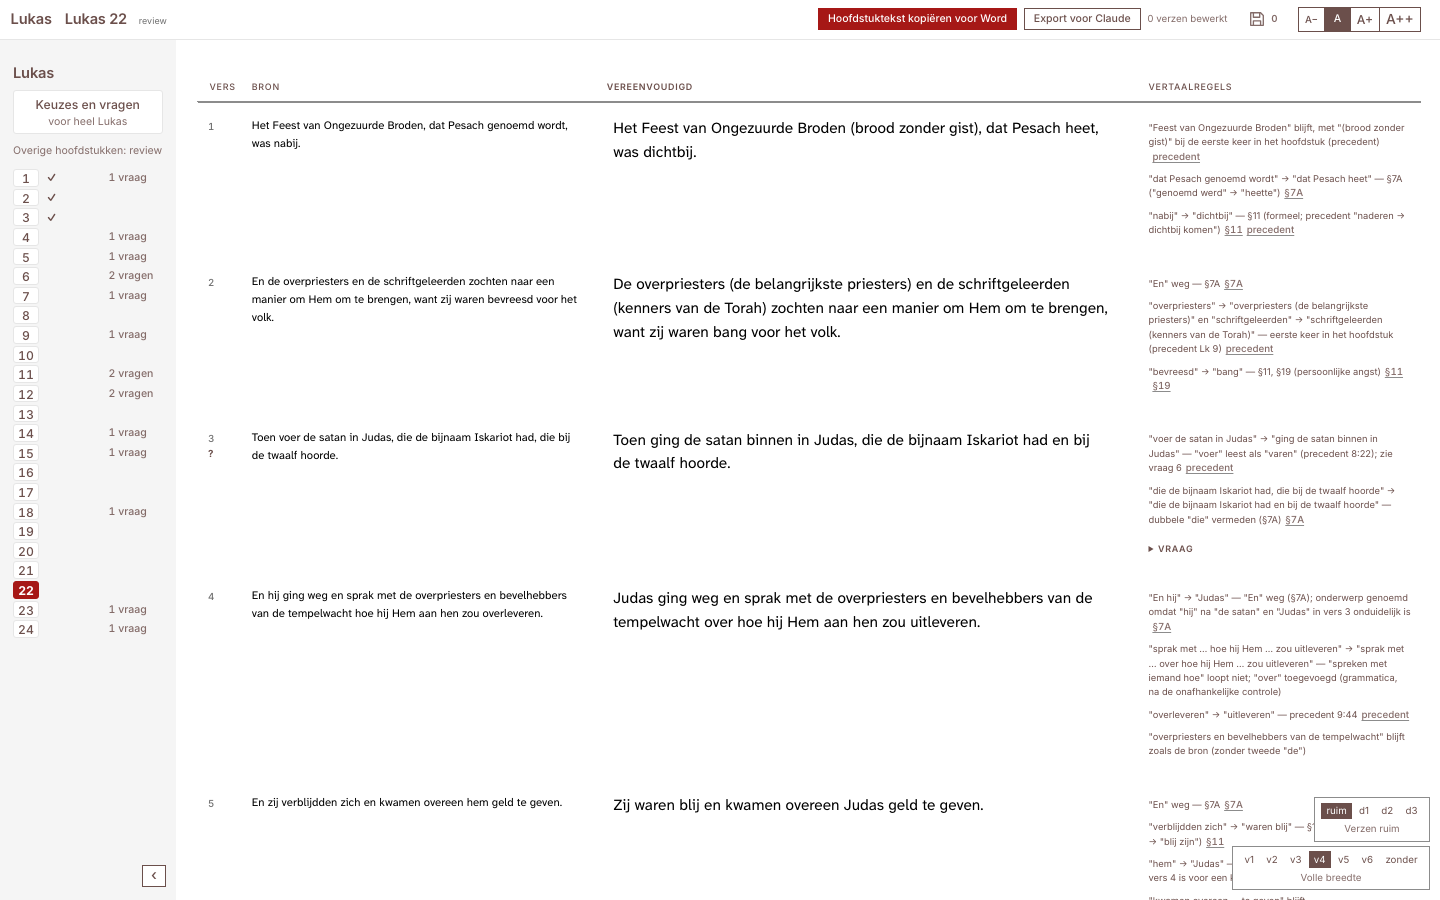 Lukas Lukas 22 review
Hoofdstuktekst kopiëren voor Word Export voor Claude 0 verzen bewerkt 0 A− A A+ A++
Lukas
Keuzes en vragen
voor heel Lukas
Overige hoofdstukken: review
1 ✓ 1 vraag
2 ✓
3 ✓
4 1 vraag
5 1 vraag
6 2 vragen
7 1 vraag
8
9 1 vraag
10
11 2 vragen
12 2 vragen
13
14 1 vraag
15 1 vraag
16
17
18 1 vraag
19
20
21
22
23 1 vraag
24 1 vraag
VERS BRON VEREENVOUDIGD VERTAALREGELS
1
Het Feest van Ongezuurde Broden, dat Pesach genoemd wordt,
was nabij.
Het Feest van Ongezuurde Broden (brood zonder gist), dat Pesach heet,
was dichtbij.
"Feest van Ongezuurde Broden" blijft, met "(brood zonder
gist)" bij de eerste keer in het hoofdstuk (precedent)
precedent
"dat Pesach genoemd wordt" → "dat Pesach heet" — §7A
("genoemd werd" → "heette") §7A
"nabij" → "dichtbij" — §11 (formeel; precedent "naderen →
dichtbij komen") §11 precedent
2
En de overpriesters en de schriftgeleerden zochten naar een
manier om Hem om te brengen, want zij waren bevreesd voor het
volk.
De overpriesters (de belangrijkste priesters) en de schriftgeleerden
(kenners van de Torah) zochten naar een manier om Hem om te brengen,
want zij waren bang voor het volk.
"En" weg — §7A §7A
"overpriesters" → "overpriesters (de belangrijkste
priesters)" en "schriftgeleerden" → "schriftgeleerden
(kenners van de Torah)" — eerste keer in het hoofdstuk
(precedent Lk 9) precedent
"bevreesd" → "bang" — §11, §19 (persoonlijke angst) §11
§19
3
?
Toen voer de satan in Judas, die de bijnaam Iskariot had, die bij
de twaalf hoorde.
Toen ging de satan binnen in Judas, die de bijnaam Iskariot had en bij
de twaalf hoorde.
"voer de satan in Judas" → "ging de satan binnen in
Judas" — "voer" leest als "varen" (precedent 8:22); zie
vraag 6 precedent
"die de bijnaam Iskariot had, die bij de twaalf hoorde" →
"die de bijnaam Iskariot had en bij de twaalf hoorde" —
dubbele "die" vermeden (§7A) §7A
VRAAG
4
En hij ging weg en sprak met de overpriesters en bevelhebbers
van de tempelwacht hoe hij Hem aan hen zou overleveren.
Judas ging weg en sprak met de overpriesters en bevelhebbers van de
tempelwacht over hoe hij Hem aan hen zou uitleveren.
"En hij" → "Judas" — "En" weg (§7A); onderwerp genoemd
omdat "hij" na "de satan" en "Judas" in vers 3 onduidelijk is
§7A
"sprak met ... hoe hij Hem ... zou uitleveren" → "sprak met
... over hoe hij Hem ... zou uitleveren" — "spreken met
iemand hoe" loopt niet; "over" toegevoegd (grammatica,
na de onafhankelijke controle)
"overleveren" → "uitleveren" — precedent 9:44 precedent
"overpriesters en bevelhebbers van de tempelwacht" blijft
zoals de bron (zonder tweede "de")
5
En zij verblijdden zich en kwamen overeen hem geld te geven.
Zij waren blij en kwamen overeen Judas geld te geven.
"En" weg — §7A §7A
"verblijdden zich" → "waren blij" —
→ "blij zijn") §11
"hem" → "Judas" —
vers 4 is voor een
ruim d1 d2 d3
Verzen ruim
v1 v2 v3 v4 v5 v6 zonder
Volle breedte